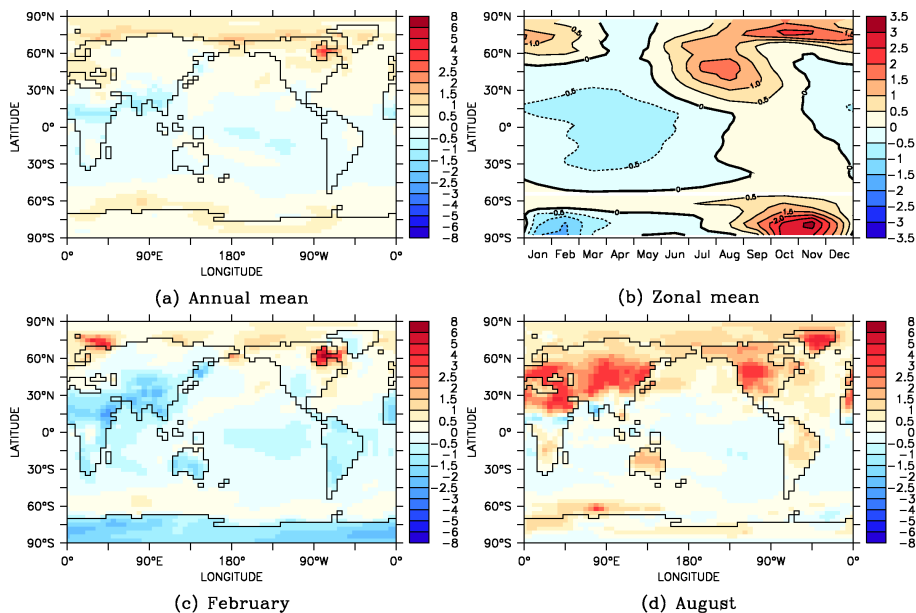 90°N
60°N
30°N
0°
30°S
60°S
90°S
LATITUDE
0°
90°E
180°
90°W
0°
LONGITUDE
8
6
5
4
3
2.5
2
1.5
1
0.5
0
−0.5
−1
−1.5
−2
−2.5
−3
−4
−5
−6
−8
(a) Annual mean
90°N
60°N
30°N
0°
30°S
60°S
90°S
LATITUDE
Jan Feb Mar Apr May Jun Jul Aug Sep Oct Nov Dec
3.5
3
2.5
2
1.5
1
0.5
0
−0.5
−1
−1.5
−2
−2.5
−3
−3.5
(b) Zonal mean
90°N
60°N
30°N
0°
30°S
60°S
90°S
LATITUDE
0°
90°E
180°
90°W
0°
LONGITUDE
8
6
5
4
3
2.5
2
1.5
1
0.5
0
−0.5
−1
−1.5
−2
−2.5
−3
−4
−5
−6
−8
(c) February
90°N
60°N
30°N
0°
30°S
60°S
90°S
LATITUDE
0°
90°E
180°
90°W
0°
LONGITUDE
8
6
5
4
3
2.5
2
1.5
1
0.5
0
−0.5
−1
−1.5
−2
−2.5
−3
−4
−5
−6
−8
(d) August